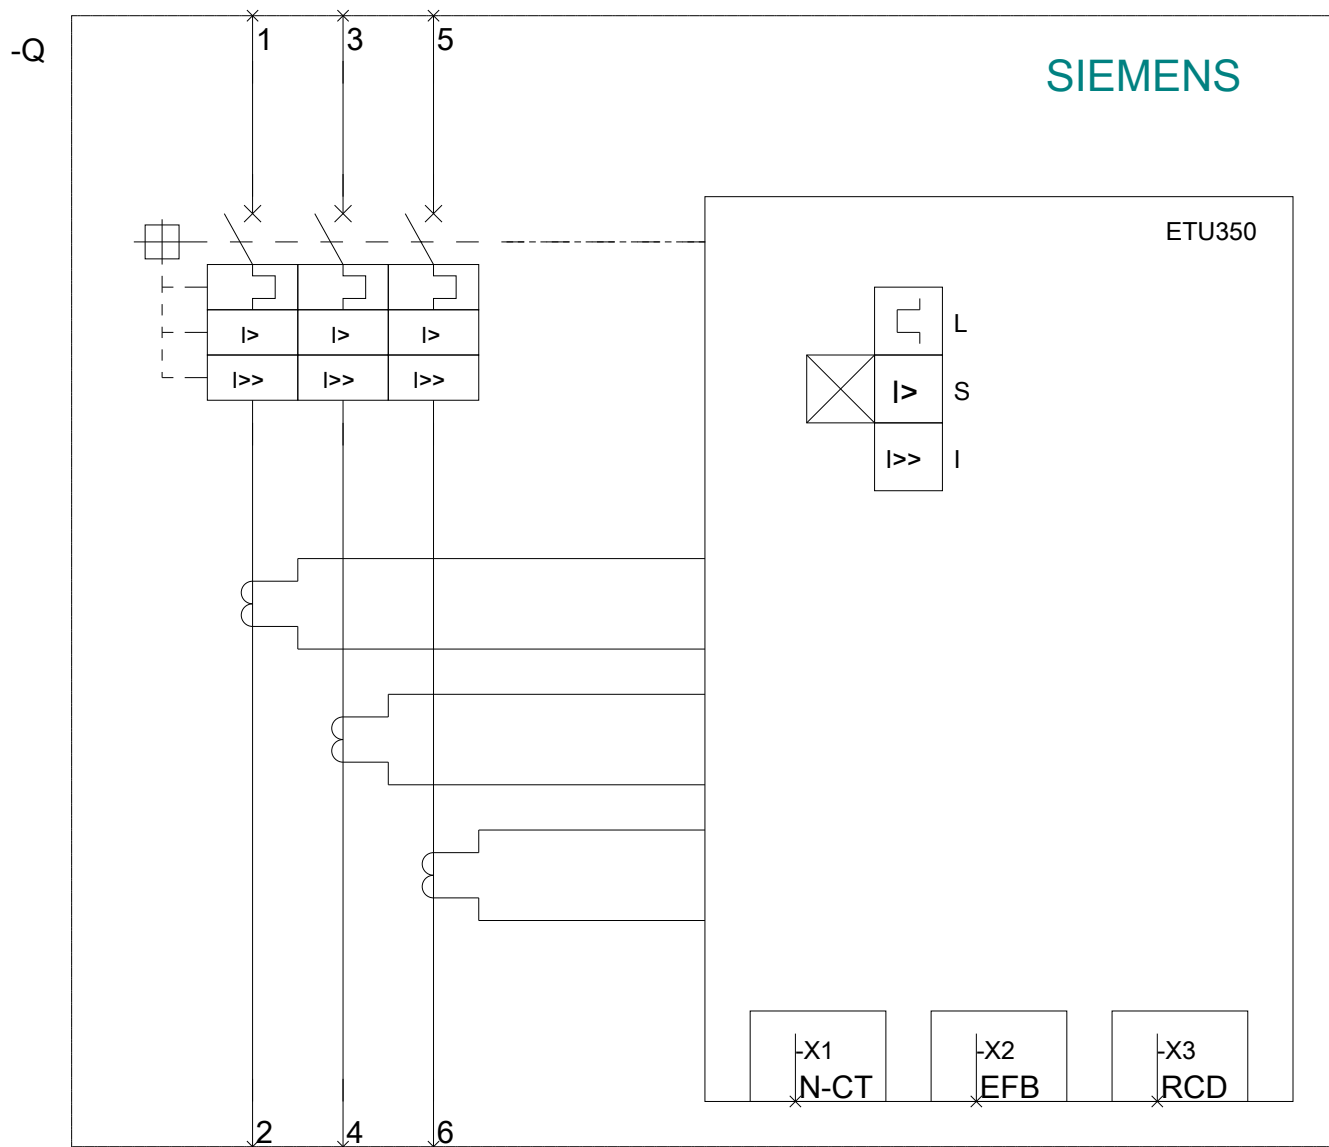 -Q
1 3 5
SIEMENS
ETU350
I> I> I>
I>> I>> I>>
L
I> S
I>> I
-X1 -X2 -X3
N-CT EFB RCD
2 4 6